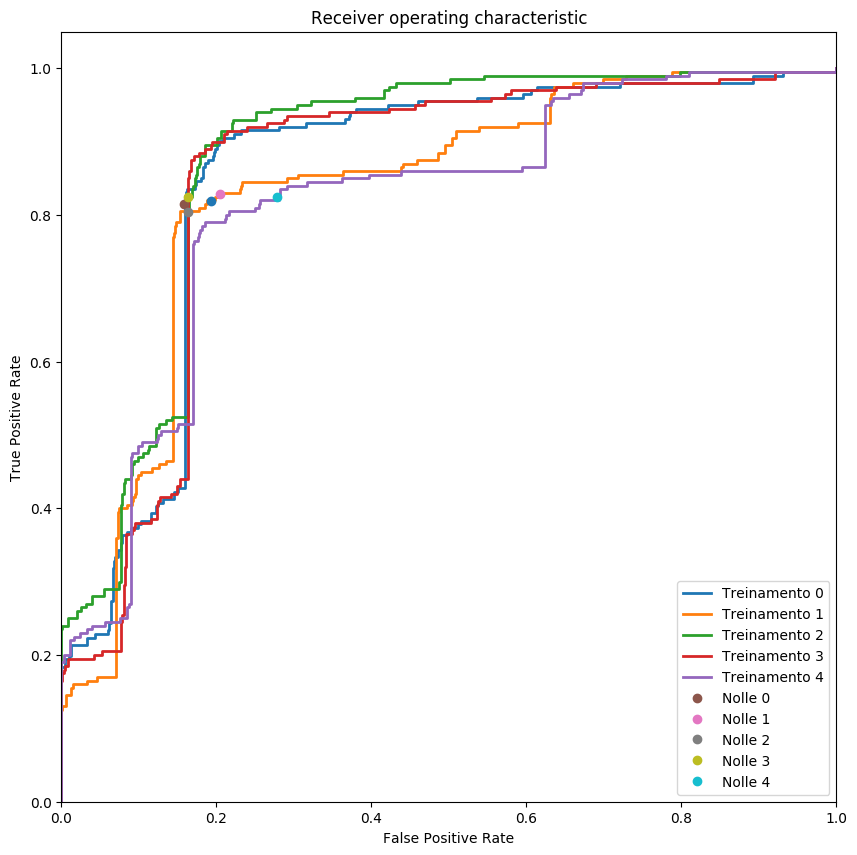 Receiver operating characteristic
True Positive Rate
1.0
0.8
0.6
0.4
0.2
0.0
0.0 0.2 0.4 0.6 0.8 1.0
False Positive Rate
Treinamento 0
Treinamento 1
Treinamento 2
Treinamento 3
Treinamento 4
Nolle 0
Nolle 1
Nolle 2
Nolle 3
Nolle 4